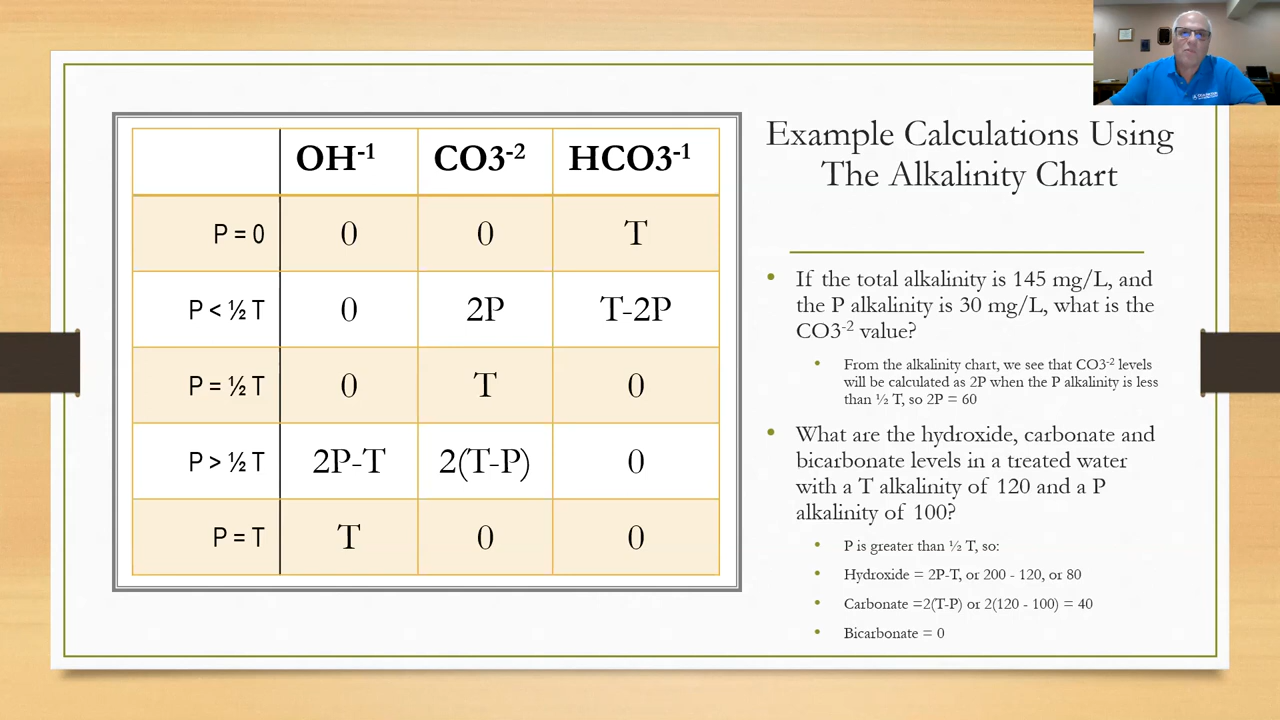 Example Calculations Using
The Alkalinity Chart
OH-1 CO3-2 HCO3-1
P = 0 0 0 T
P < ½ T 0 2P T-2P
P = ½ T 0 T 0
P > ½ T 2P-T 2(T-P) 0
P = T T 0 0
• If the total alkalinity is 145 mg/L, and
the P alkalinity is 30 mg/L, what is the
CO3-2 value?
• From the alkalinity chart, we see that CO3-2 levels
will be calculated as 2P when the P alkalinity is less
than ½ T, so 2P = 60
• What are the hydroxide, carbonate and
bicarbonate levels in a treated water
with a T alkalinity of 120 and a P
alkalinity of 100?
• P is greater than ½ T, so:
• Hydroxide = 2P-T, or 200 - 120, or 80
• Carbonate =2(T-P) or 2(120 - 100) = 40
• Bicarbonate = 0